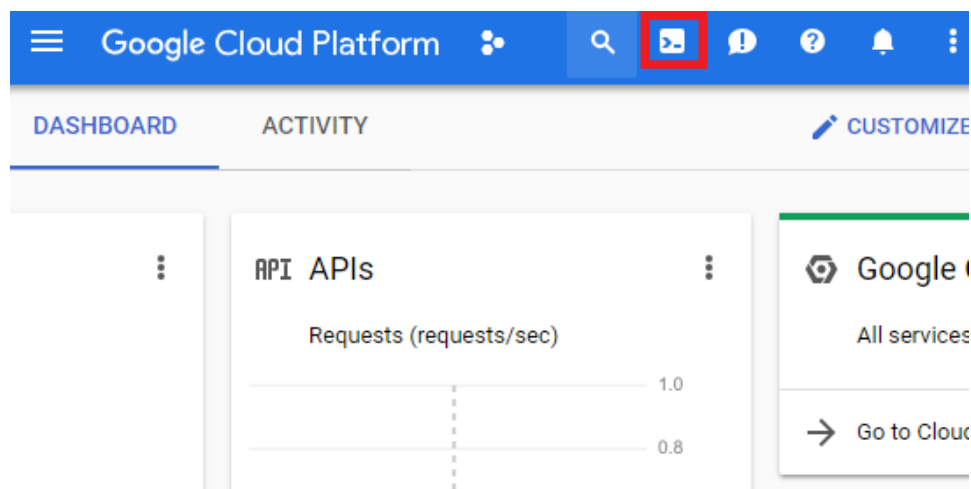 Google Cloud Platform
DASHBOARD
ACTIVITY
CUSTOMIZE
API APIs
Requests (requests/sec)
1.0
0.8
Google
All services
Go to Cloud